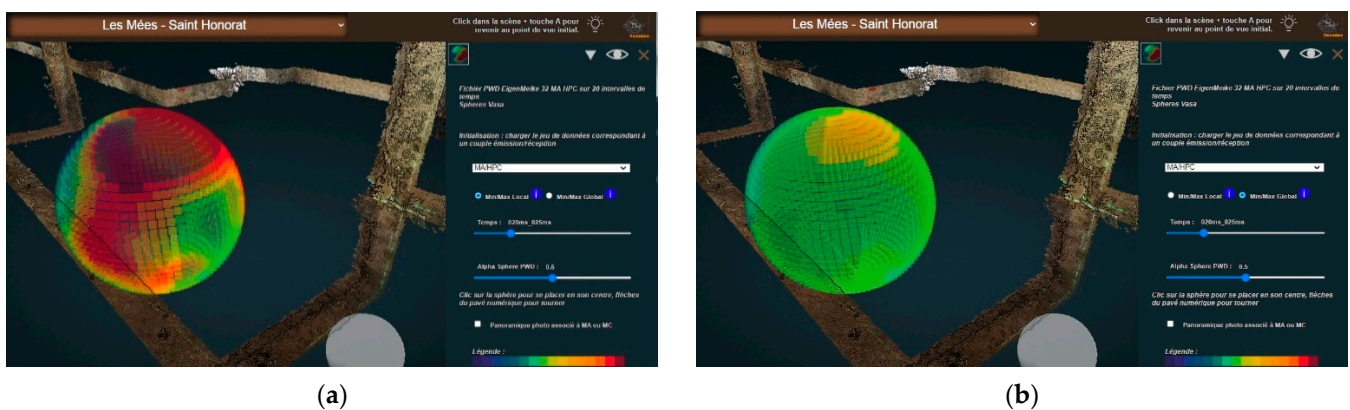 Les Mées - Saint Honorat
Click dans la scène + touche A pour
revenir au point de vue initial.
Fichier PWD EigenMeike 32 MA HPC sur 20 intervalles de
temps
Spheres Vasa
Initialisation : charger le jeu de données correspondant à
un couple émission/réception
MA/HPC
Min/Max Local i Min/Max Global i
Temps : 020ms_025ms
Alpha Sphere PWD : 0.5
Clic sur la sphère pour se placer en son centre, flèches
du pavé numérique pour tourner
Panoramique photo associé à MA ou MC
Légende :
(a)
Les Mées - Saint Honorat
Click dans la scène + touche A pour
revenir au point de vue initial.
Fichier PWD EigenMeike 32 MA HPC sur 20 intervalles de
temps
Spheres Vasa
Initialisation : charger le jeu de données correspondant à
un couple émission/réception
MA/HPC
Min/Max Local i Min/Max Global i
Temps : 020ms_025ms
Alpha Sphere PWD : 0.5
Clic sur la sphère pour se placer en son centre, flèches
du pavé numérique pour tourner
Panoramique photo associé à MA ou MC
Légende :
(b)